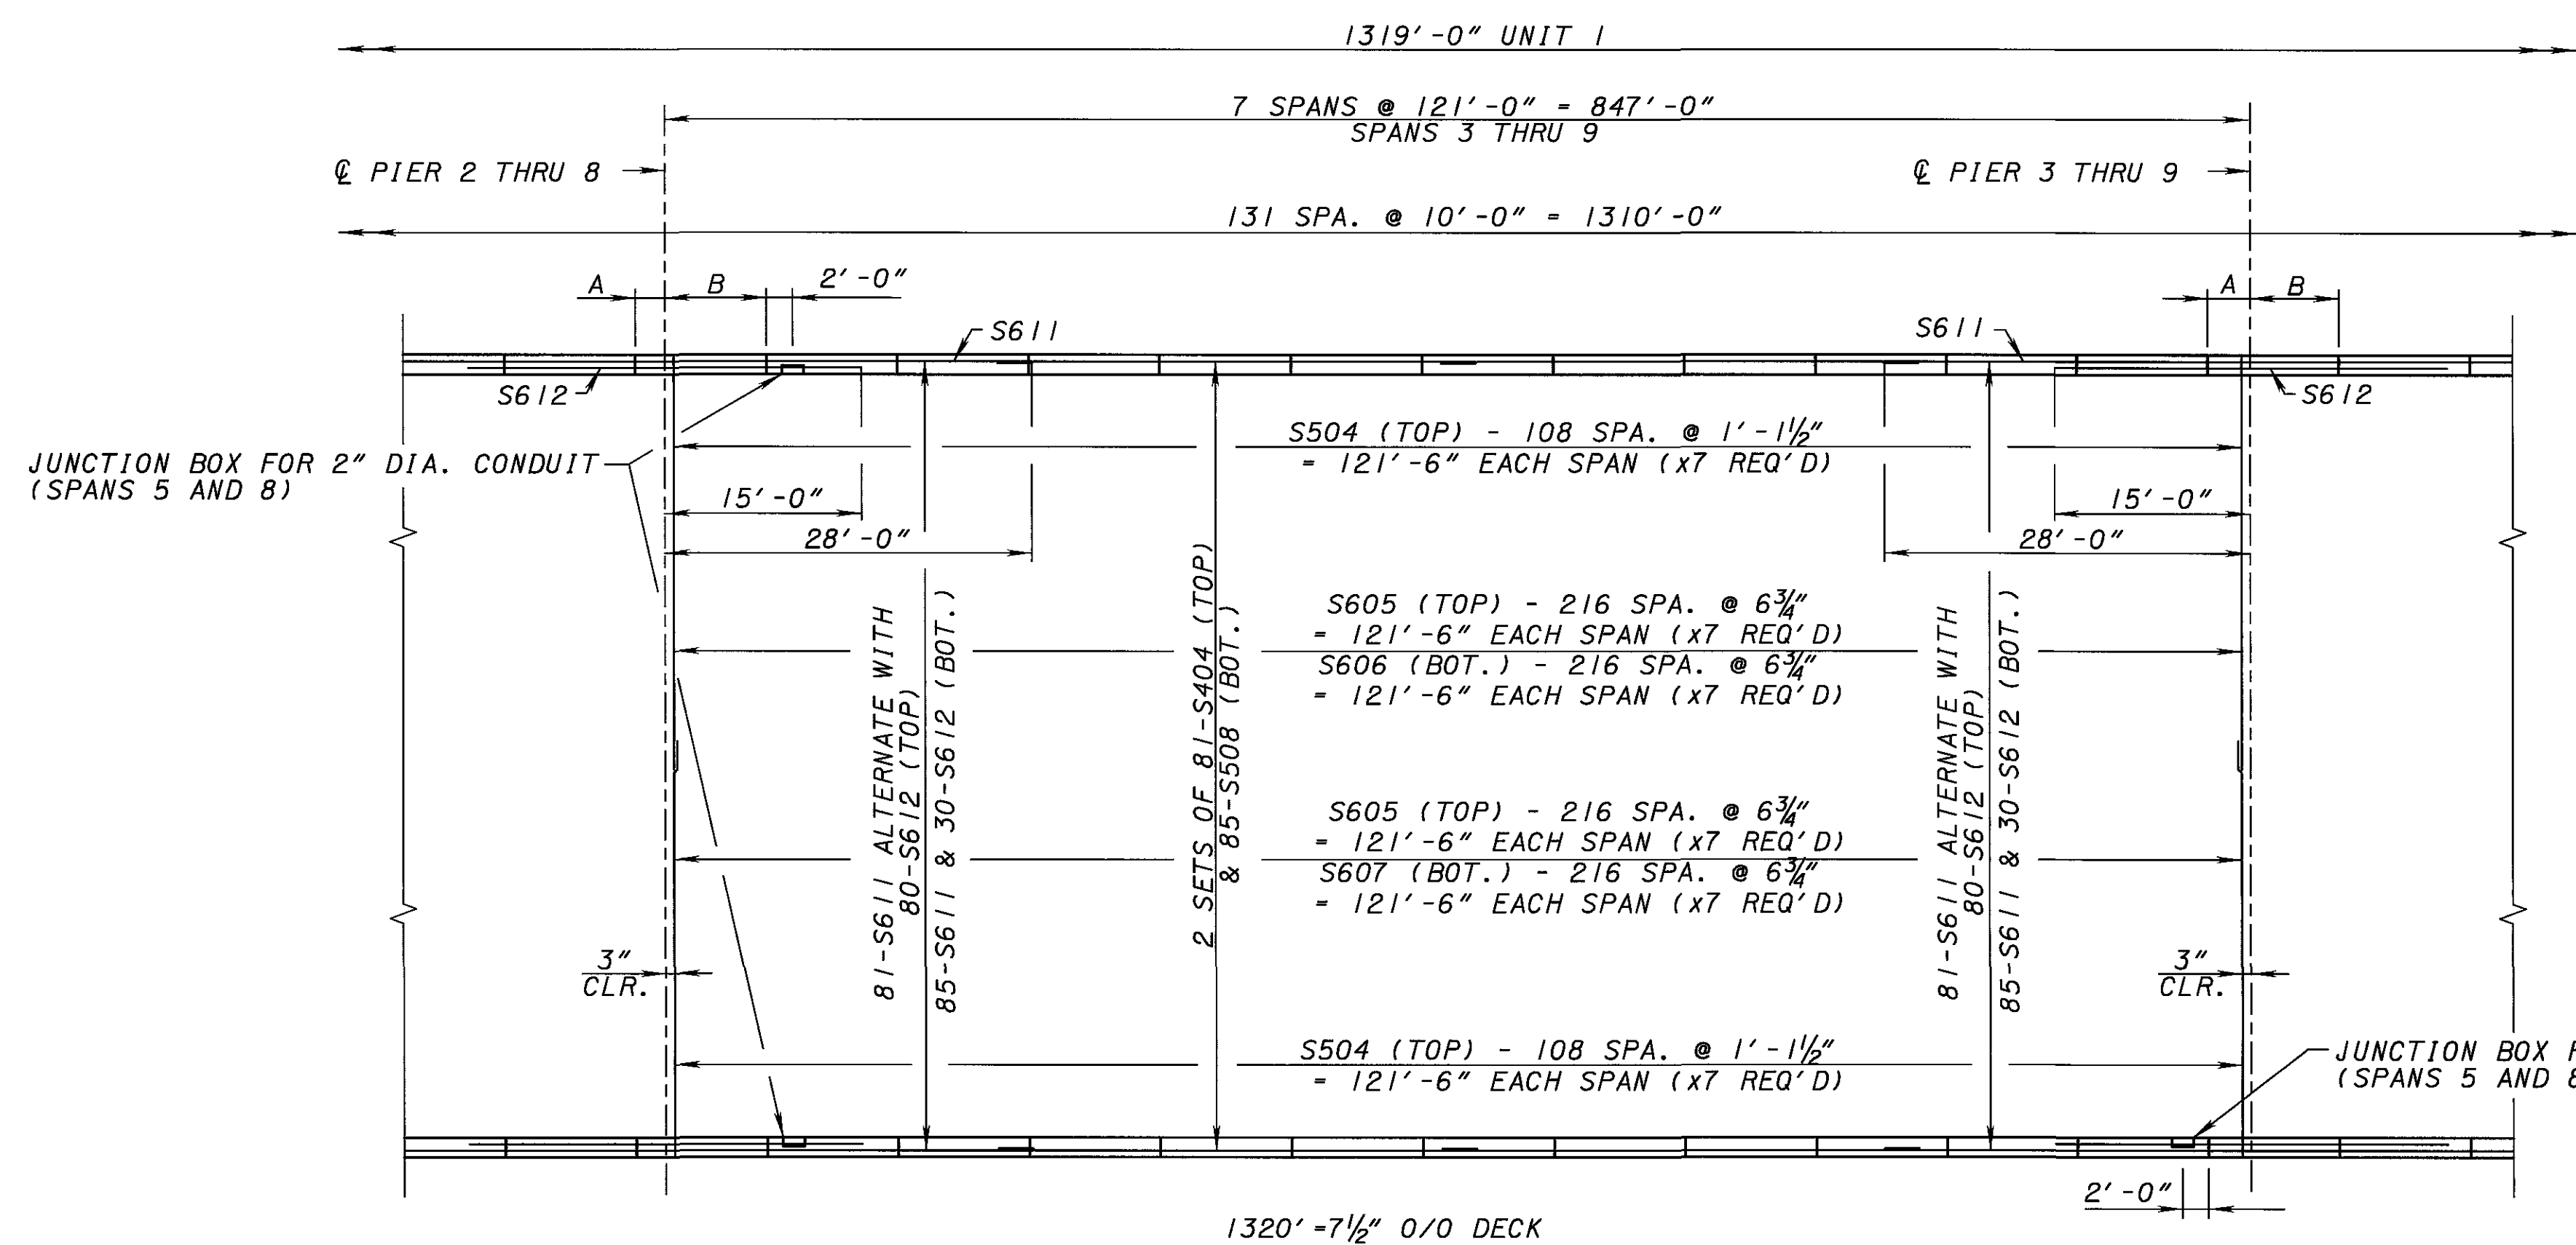 1319'-0" UNIT 1
7 SPANS @ 121'-0" = 847'-0"
SPANS 3 THRU 9
℄ PIER 2 THRU 8
℄ PIER 3 THRU 9
131 SPA. @ 10'-0" = 1310'-0"
A
B
2'-0"
A
B
S611
S611
S612
S612
S504 (TOP) - 108 SPA. @ 1'-1½"
= 121'-6" EACH SPAN (x7 REQ'D)
JUNCTION BOX FOR 2" DIA. CONDUIT
(SPANS 5 AND 8)
15'-0"
15'-0"
28'-0"
28'-0"
81-S611 ALTERNATE WITH
80-S612 (TOP)
85-S611 & 30-S612 (BOT.)
2 SETS OF 81-S404 (TOP)
& 85-S508 (BOT.)
S605 (TOP) - 216 SPA. @ 6¾"
= 121'-6" EACH SPAN (x7 REQ'D)
S606 (BOT.) - 216 SPA. @ 6¾"
= 121'-6" EACH SPAN (x7 REQ'D)
81-S611 ALTERNATE WITH
80-S612 (TOP)
85-S611 & 30-S612 (BOT.)
S605 (TOP) - 216 SPA. @ 6¾"
= 121'-6" EACH SPAN (x7 REQ'D)
S607 (BOT.) - 216 SPA. @ 6¾"
= 121'-6" EACH SPAN (x7 REQ'D)
3"
CLR.
3"
CLR.
S504 (TOP) - 108 SPA. @ 1'-1½"
= 121'-6" EACH SPAN (x7 REQ'D)
JUNCTION BOX
(SPANS 5 AND
2'-0"
1320'=7½" O/O DECK